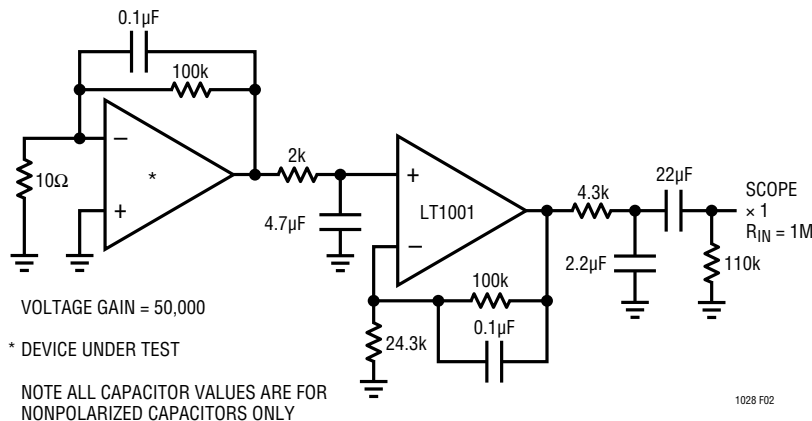 0.1µF
100k
10Ω
–
*
+
2k
4.7µF
+
LT1001
–
4.3k
22µF
SCOPE
× 1
R_IN = 1M
2.2µF
110k
100k
0.1µF
24.3k
VOLTAGE GAIN = 50,000
* DEVICE UNDER TEST
NOTE ALL CAPACITOR VALUES ARE FOR
NONPOLARIZED CAPACITORS ONLY
1028 F02